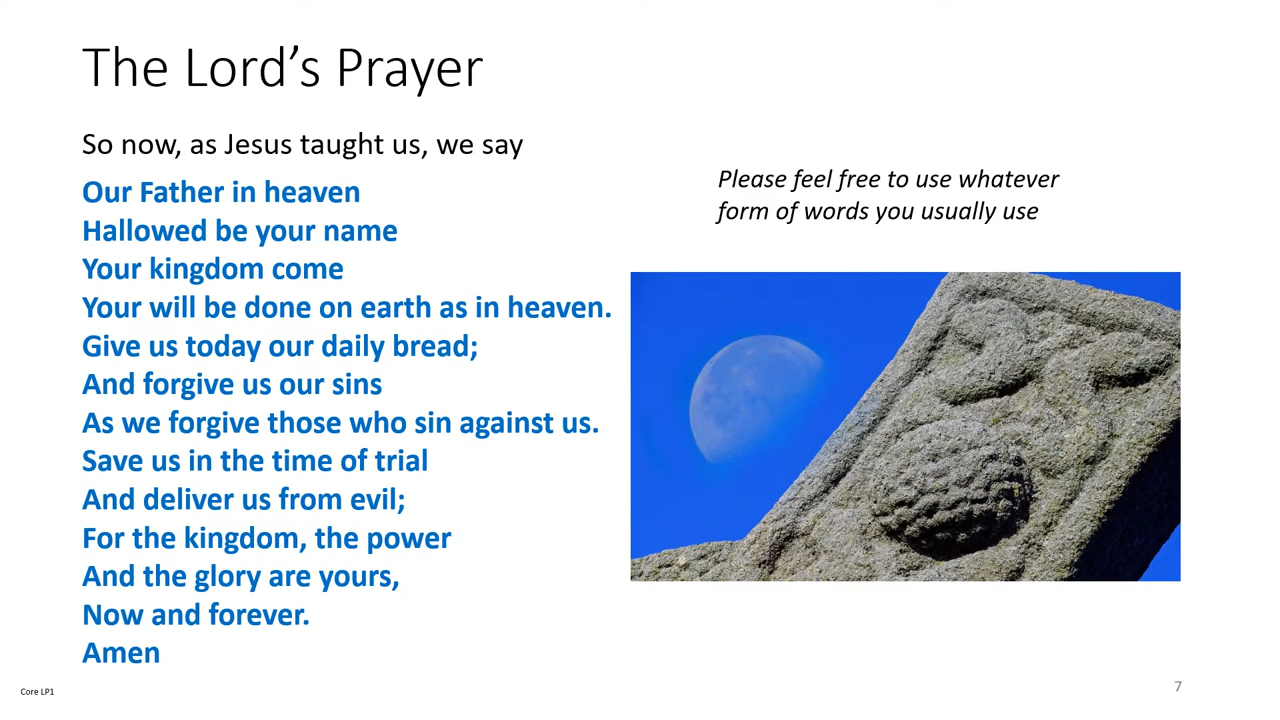 The Lord’s Prayer
So now, as Jesus taught us, we say
Our Father in heaven
Hallowed be your name
Your kingdom come
Your will be done on earth as in heaven.
Give us today our daily bread;
And forgive us our sins
As we forgive those who sin against us.
Save us in the time of trial
And deliver us from evil;
For the kingdom, the power
And the glory are yours,
Now and forever.
Amen
Please feel free to use whatever
form of words you usually use
Core LP1
7